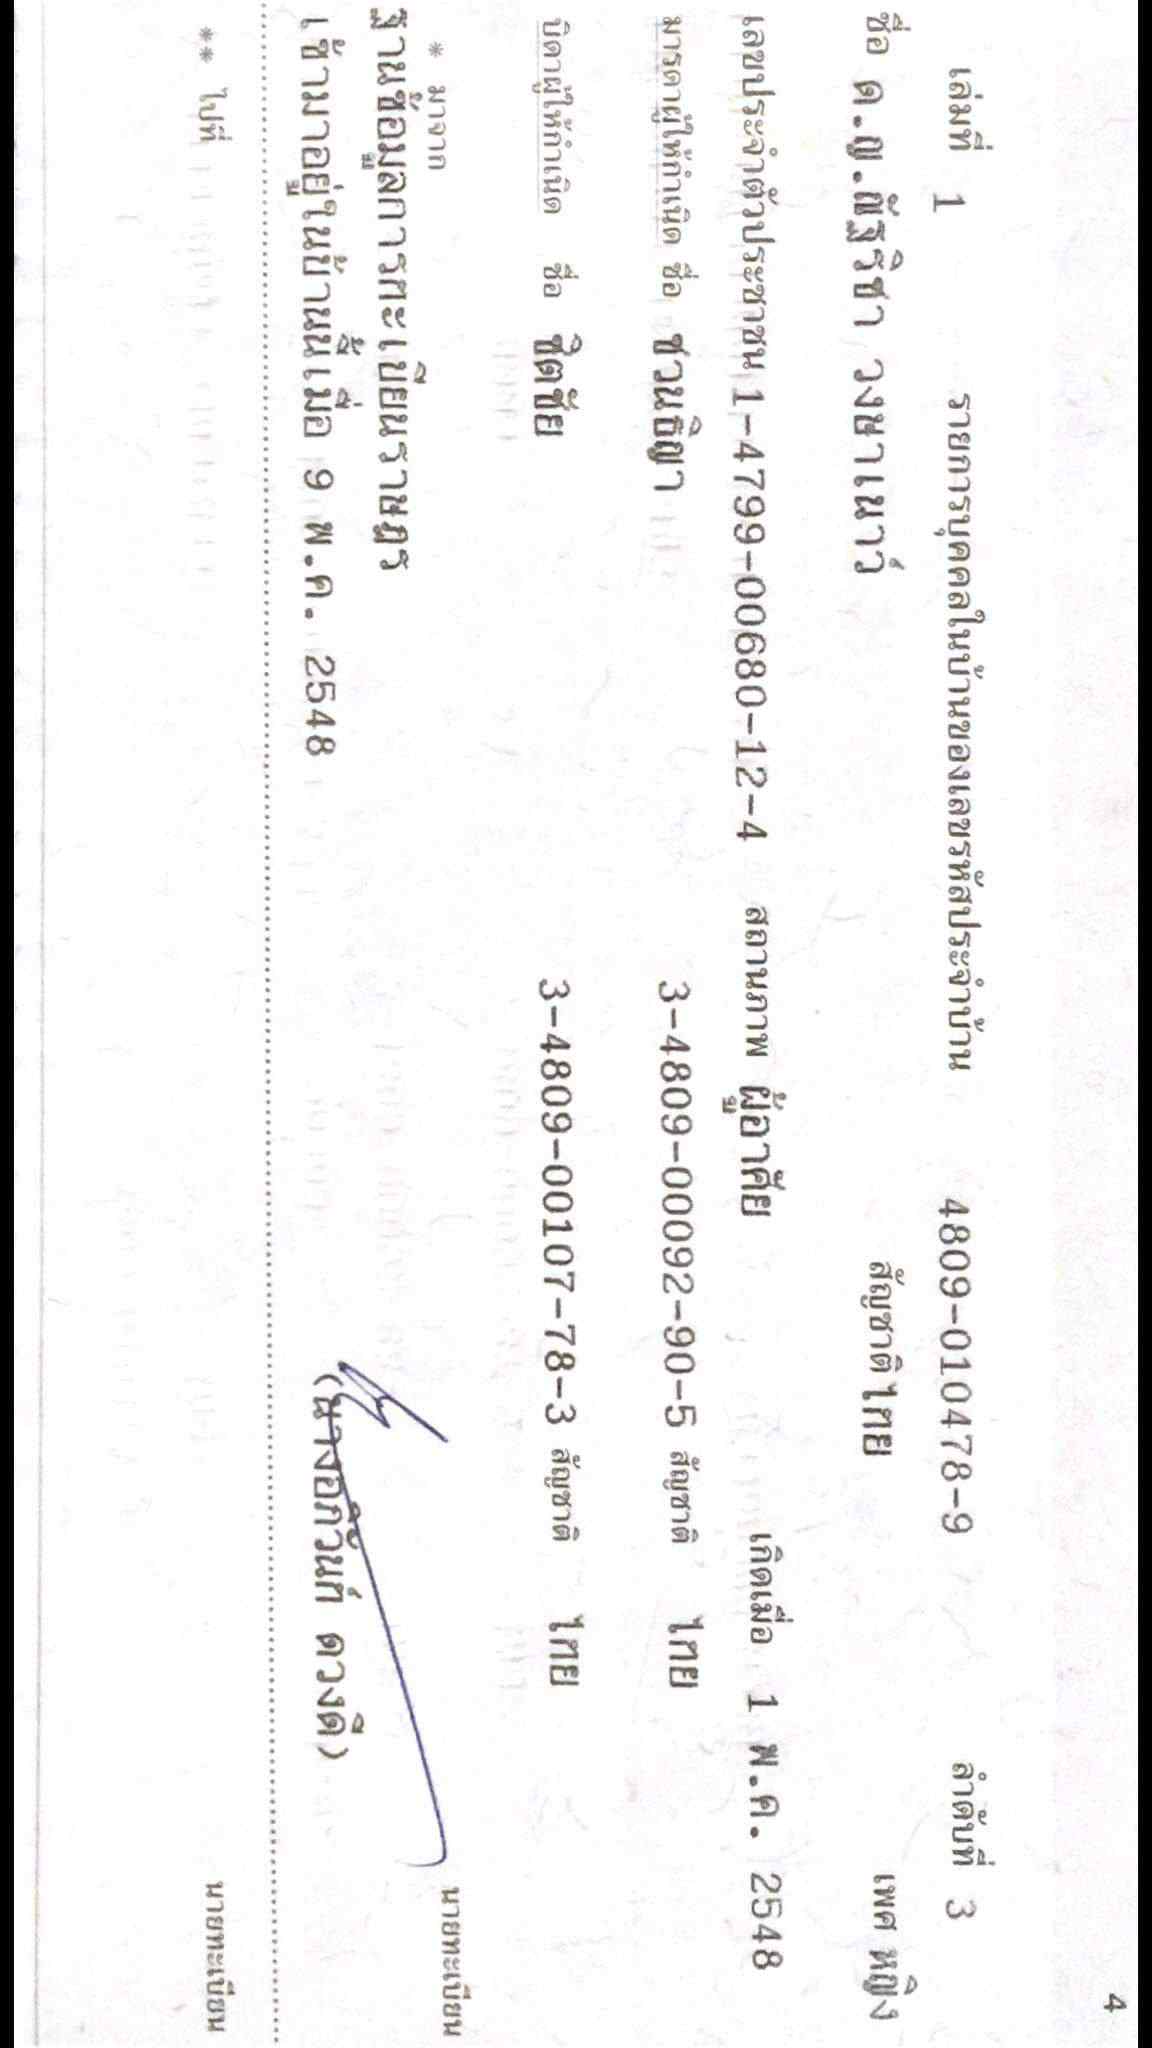 4
เล่มที่ 1 รายการบุคคลในบ้านของเลขรหัสประจำบ้าน 4809-010478-9 ลำดับที่ 3
ชื่อ ด.ญ.ณัฐริชา วงษาเนาว์ สัญชาติ ไทย เพศ หญิง
เลขประจำตัวประชาชน 1-4799-00680-12-4 สถานภาพ ผู้อาศัย เกิดเมื่อ 1 พ.ค. 2548
มารดาผู้ให้กำเนิด ชื่อ ชวนธิญา 3-4809-00092-90-5 สัญชาติ ไทย
บิดาผู้ให้กำเนิด ชื่อ ชิตชัย 3-4809-00107-78-3 สัญชาติ ไทย
* มาจาก นายทะเบียน
ฐานข้อมูลการทะเบียนราษฎร
เข้ามาอยู่ในบ้านนี้เมื่อ 9 พ.ค. 2548 (นางอภวันท์ ดวงดี)
** ไปที่ นายทะเบียน